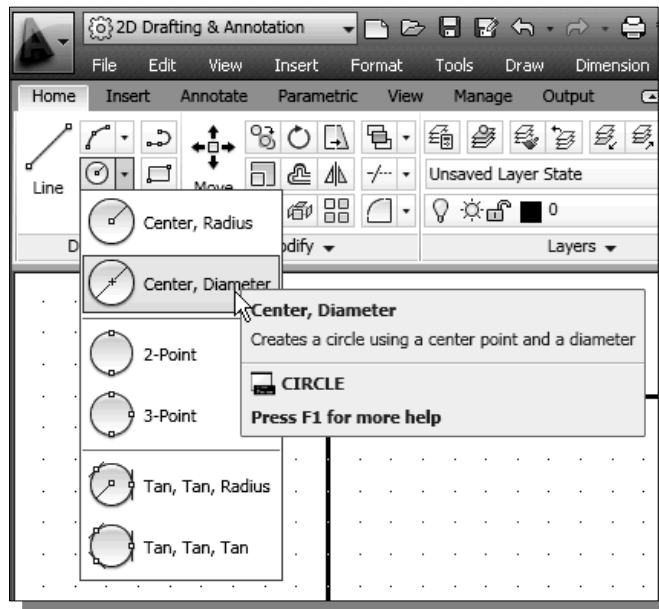 2D Drafting & Annotation
File Edit View Insert Format Tools Draw Dimension
Home Insert Annotate Parametric View Manage Output
Line
Move
Unsaved Layer State
0
D
Modify
Layers
Center, Radius
Center, Diameter
2-Point
3-Point
Tan, Tan, Radius
Tan, Tan, Tan
Center, Diameter
Creates a circle using a center point and a diameter
CIRCLE
Press F1 for more help